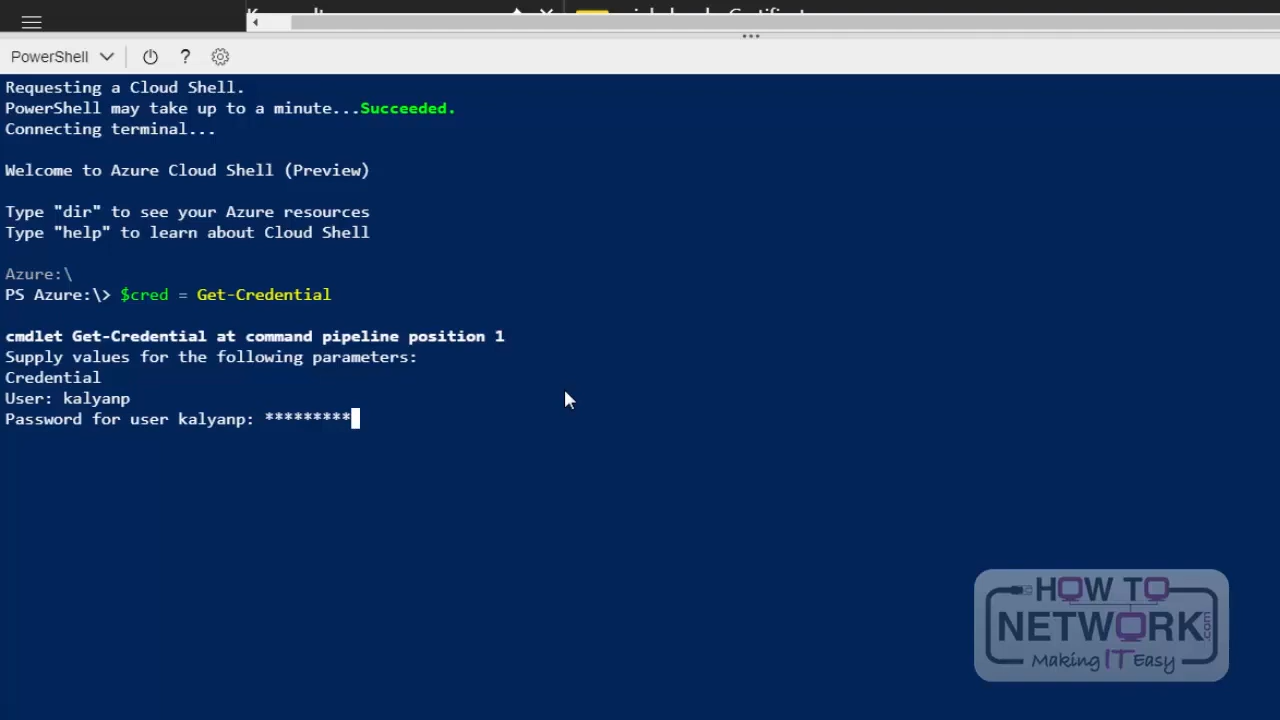 PowerShell
?
Requesting a Cloud Shell.
PowerShell may take up to a minute...Succeeded.
Connecting terminal...
Welcome to Azure Cloud Shell (Preview)
Type "dir" to see your Azure resources
Type "help" to learn about Cloud Shell
Azure:\
PS Azure:\> $cred = Get-Credential
cmdlet Get-Credential at command pipeline position 1
Supply values for the following parameters:
Credential
User: kalyanp
Password for user kalyanp: *********
HOW TO
NETWORK.com
Making IT Easy